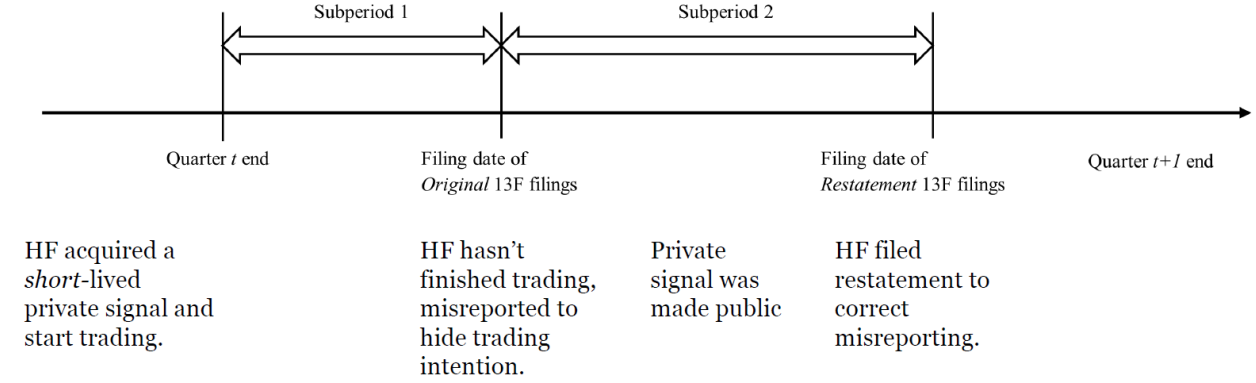 Subperiod 1
Subperiod 2
Quarter t end
Filing date of
Original 13F filings
Filing date of
Restatement 13F filings
Quarter t+1 end
HF acquired a
short-lived
private signal and
start trading.
HF hasn’t
finished trading,
misreported to
hide trading
intention.
Private
signal was
made public
HF filed
restatement to
correct
misreporting.